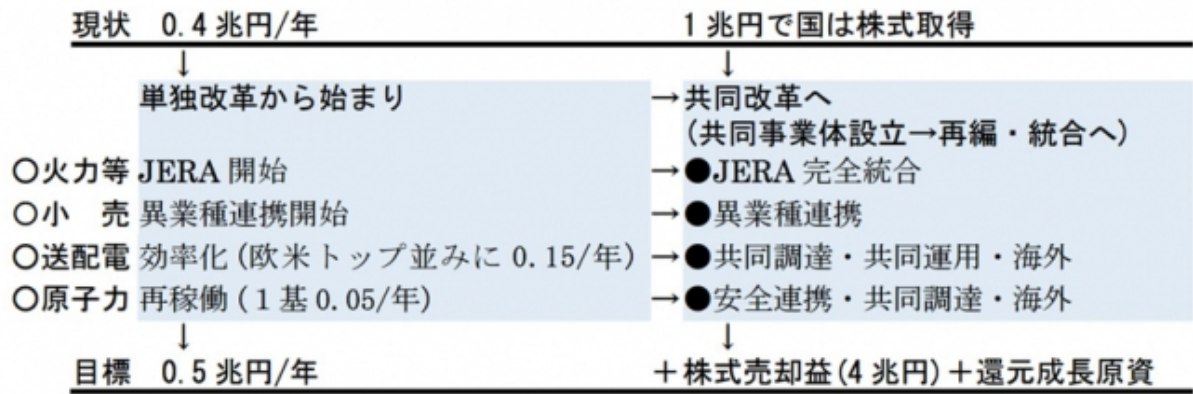 現状 0.4兆円/年 1兆円で国は株式取得
↓ ↓
単独改革から始まり →共同改革へ
(共同事業体設立→再編・統合へ)
○火力等 JERA 開始 →●JERA 完全統合
○小 売 異業種連携開始 →●異業種連携
○送配電 効率化(欧米トップ並みに 0.15/年) →●共同調達・共同運用・海外
○原子力 再稼働(1基 0.05/年) →●安全連携・共同調達・海外
↓ ↓
目標 0.5兆円/年 +株式売却益(4兆円)+還元成長原資